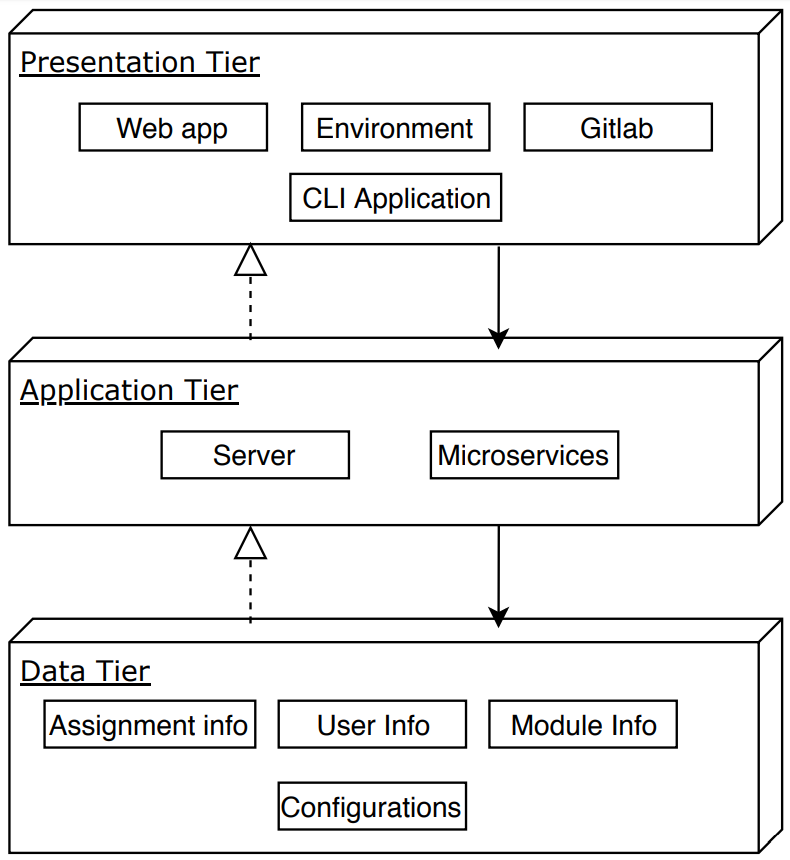 Presentation Tier
Web app
Environment
Gitlab
CLI Application
Application Tier
Server
Microservices
Data Tier
Assignment info
User Info
Module Info
Configurations